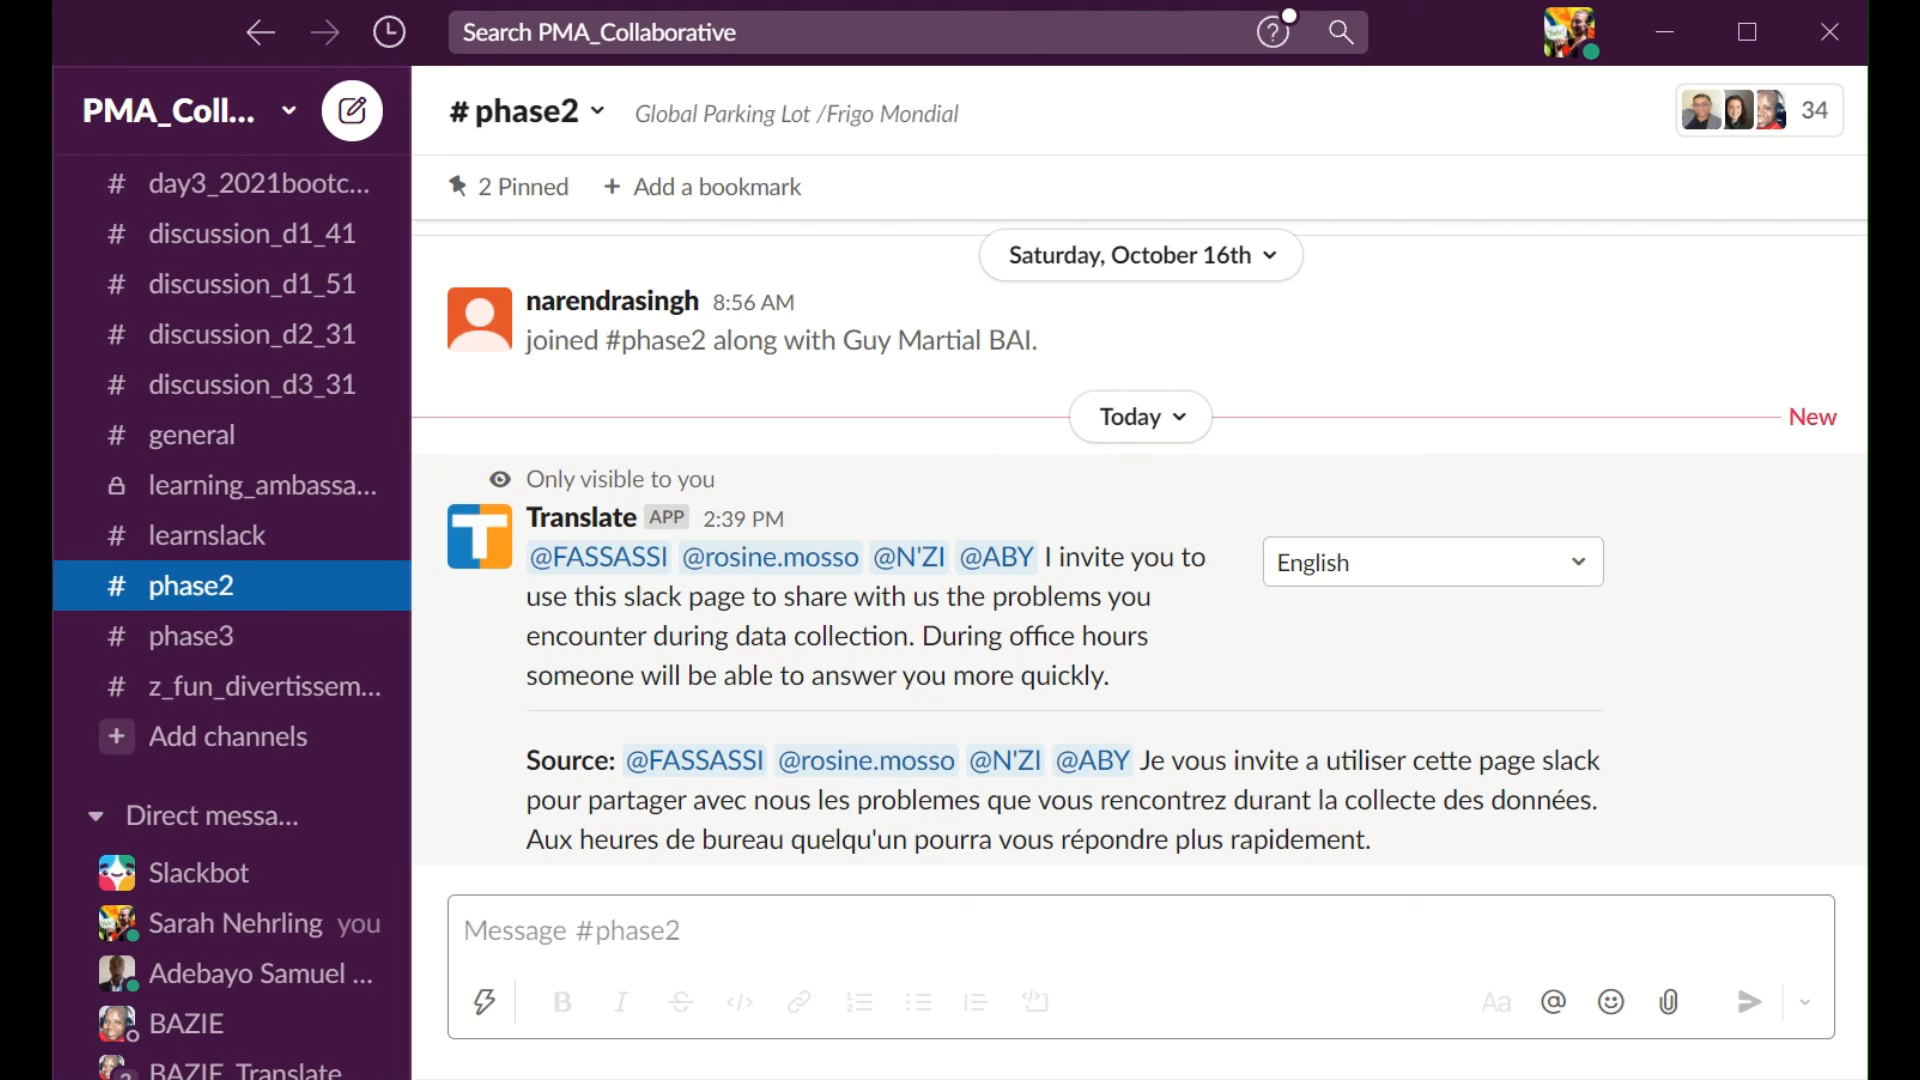 Search PMA_Collaborative
PMA_Coll...
# day3_2021bootc...
# discussion_d1_41
# discussion_d1_51
# discussion_d2_31
# discussion_d3_31
# general
learning_ambassa...
# learnslack
# phase2
# phase3
# z_fun_divertissem...
+ Add channels
Direct messa...
Slackbot
Sarah Nehrling you
Adebayo Samuel ...
BAZIE
BAZIE_Translate
# phase2 Global Parking Lot /Frigo Mondial 34
2 Pinned + Add a bookmark
Saturday, October 16th
narendrasingh 8:56 AM
joined #phase2 along with Guy Martial BAI.
Today New
Only visible to you
Translate APP 2:39 PM
@FASSASSI @rosine.mosso @N'ZI @ABY I invite you to
use this slack page to share with us the problems you
encounter during data collection. During office hours
someone will be able to answer you more quickly.
English
Source: @FASSASSI @rosine.mosso @N'ZI @ABY Je vous invite a utiliser cette page slack
pour partager avec nous les problemes que vous rencontrez durant la collecte des données.
Aux heures de bureau quelqu'un pourra vous répondre plus rapidement.
Message #phase2
B I S </> Aa @